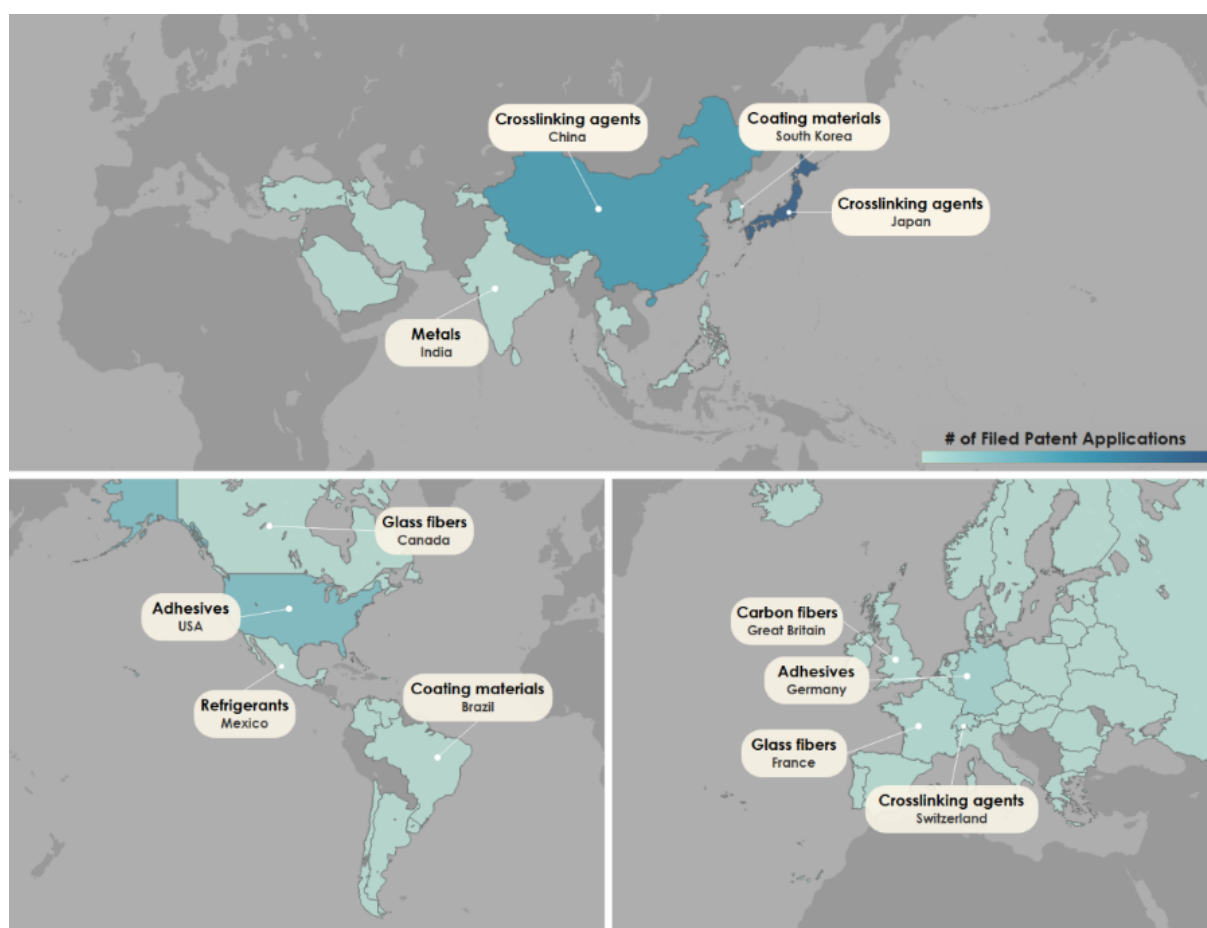 Crosslinking agents
China
Coating materials
South Korea
Crosslinking agents
Japan
Metals
India
# of Filed Patent Applications
Glass fibers
Canada
Adhesives
USA
Refrigerants
Mexico
Coating materials
Brazil
Carbon fibers
Great Britain
Adhesives
Germany
Glass fibers
France
Crosslinking agents
Switzerland